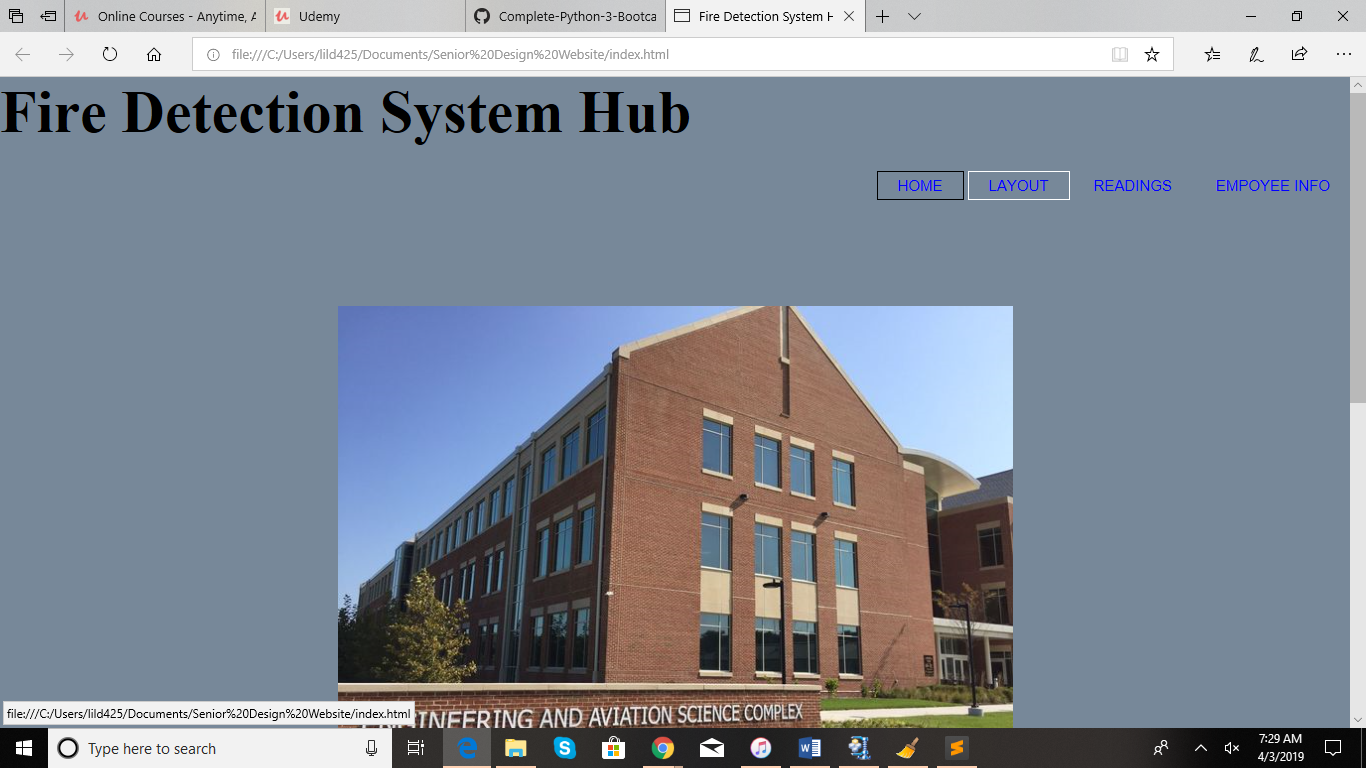 Online Courses - Anytime, A
Udemy
Complete-Python-3-Bootca
Fire Detection System H
file:///C:/Users/lild425/Documents/Senior%20Design%20Website/index.html
Fire Detection System Hub
HOME
LAYOUT
READINGS
EMPOYEE INFO
ENGINEERING AND AVIATION SCIENCE COMPLEX
file:///C:/Users/lild425/Documents/Senior%20Design%20Website/index.html
Type here to search
7:29 AM
4/3/2019